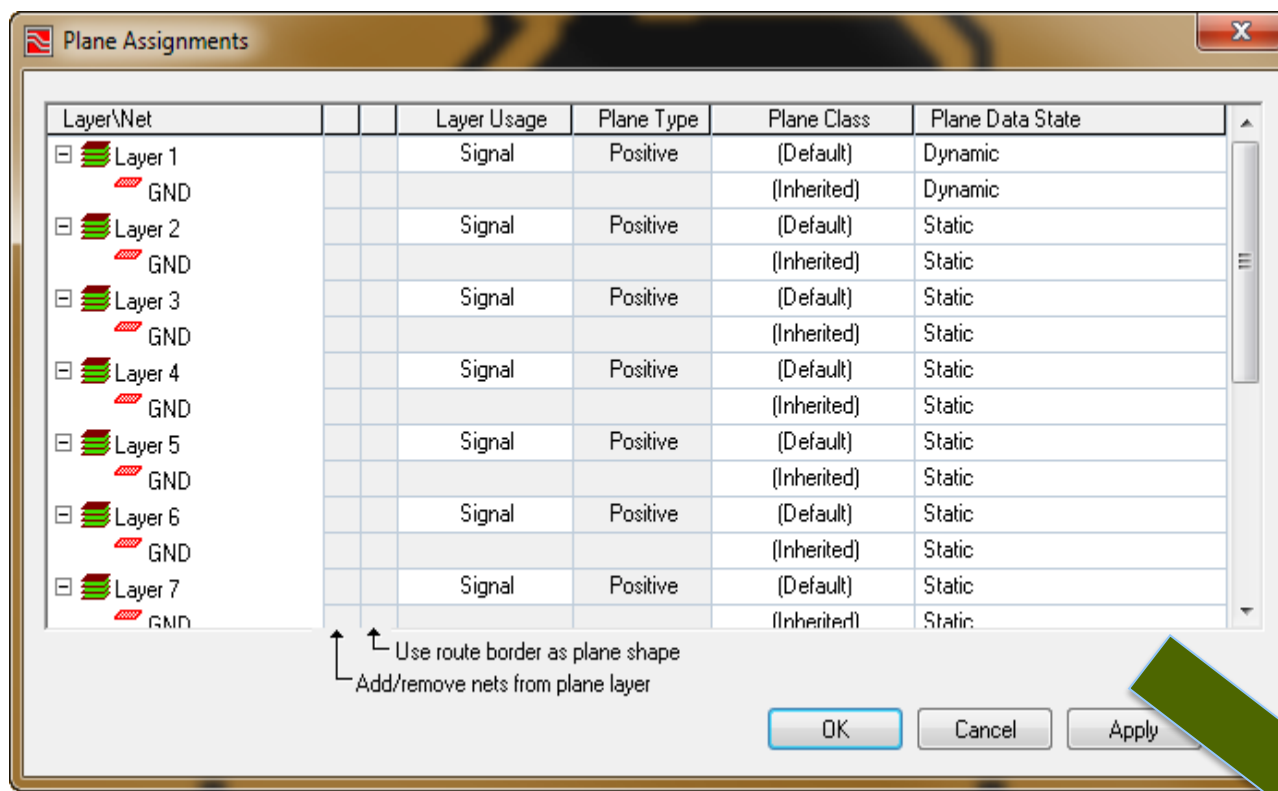 Plane Assignments
Layer\Net Layer Usage Plane Type Plane Class Plane Data State
Layer 1 Signal Positive (Default) Dynamic
GND (Inherited) Dynamic
Layer 2 Signal Positive (Default) Static
GND (Inherited) Static
Layer 3 Signal Positive (Default) Static
GND (Inherited) Static
Layer 4 Signal Positive (Default) Static
GND (Inherited) Static
Layer 5 Signal Positive (Default) Static
GND (Inherited) Static
Layer 6 Signal Positive (Default) Static
GND (Inherited) Static
Layer 7 Signal Positive (Default) Static
GND (Inherited) Static
Use route border as plane shape
Add/remove nets from plane layer
OK Cancel Apply